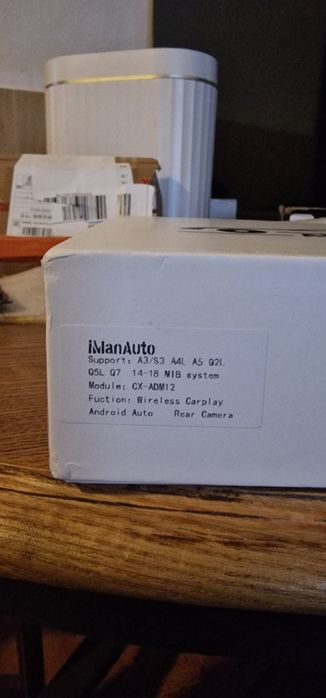 iManAuto
Support: A3/S3 A4L A5 Q2L
Q5L Q7 14-18 MIB system
Module: CX-ADM12
Fuction: Wireless Carplay
Android Auto Rear Camera